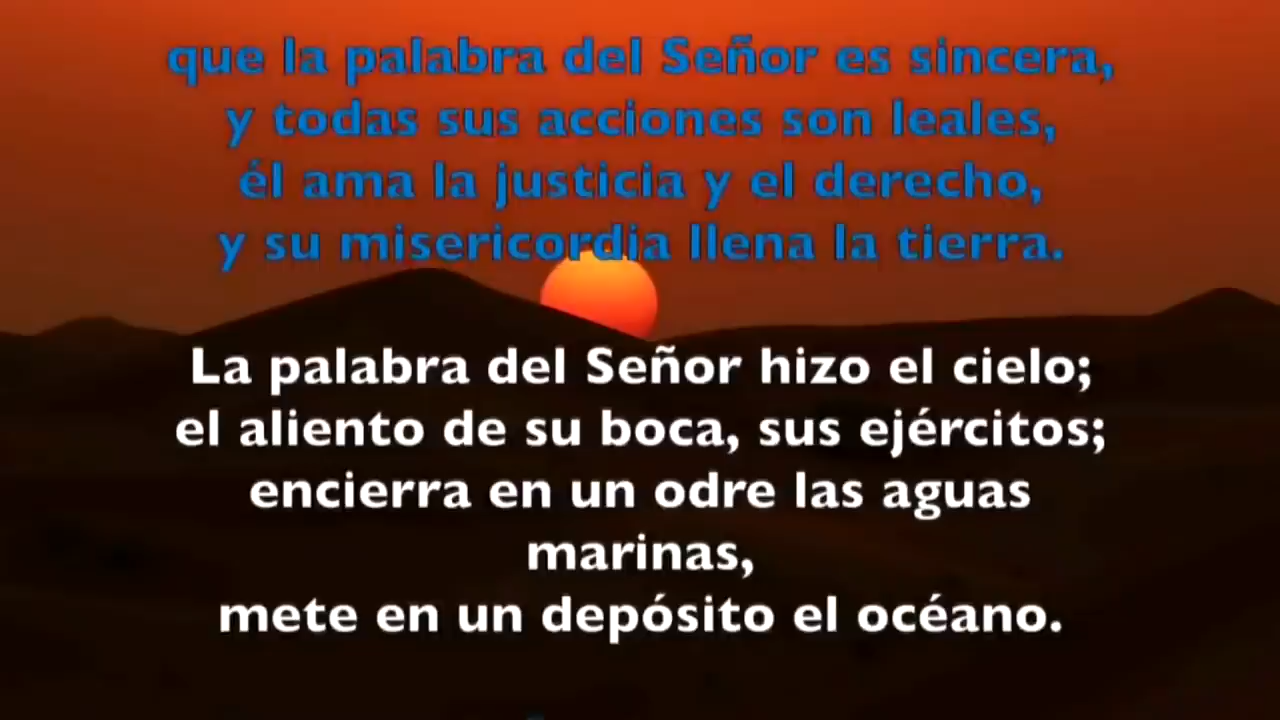 que la palabra del Señor es sincera,
y todas sus acciones son leales,
él ama la justicia y el derecho,
y su misericordia llena la tierra.
La palabra del Señor hizo el cielo;
el aliento de su boca, sus ejércitos;
encierra en un odre las aguas
marinas,
mete en un depósito el océano.